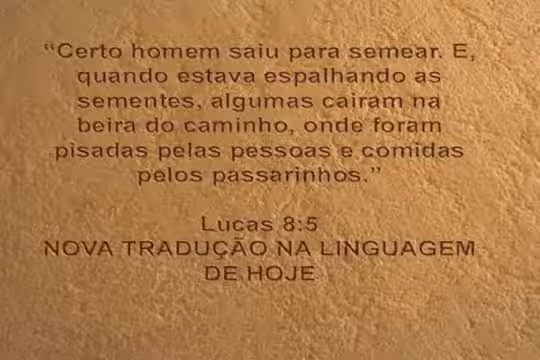 “Certo homem saiu para semear. E,
quando estava espalhando as
sementes, algumas cairam na
beira do caminho, onde foram
pisadas pelas pessoas e comidas
pelos passarinhos.”
Lucas 8:5
NOVA TRADUÇÃO NA LINGUAGEM
DE HOJE